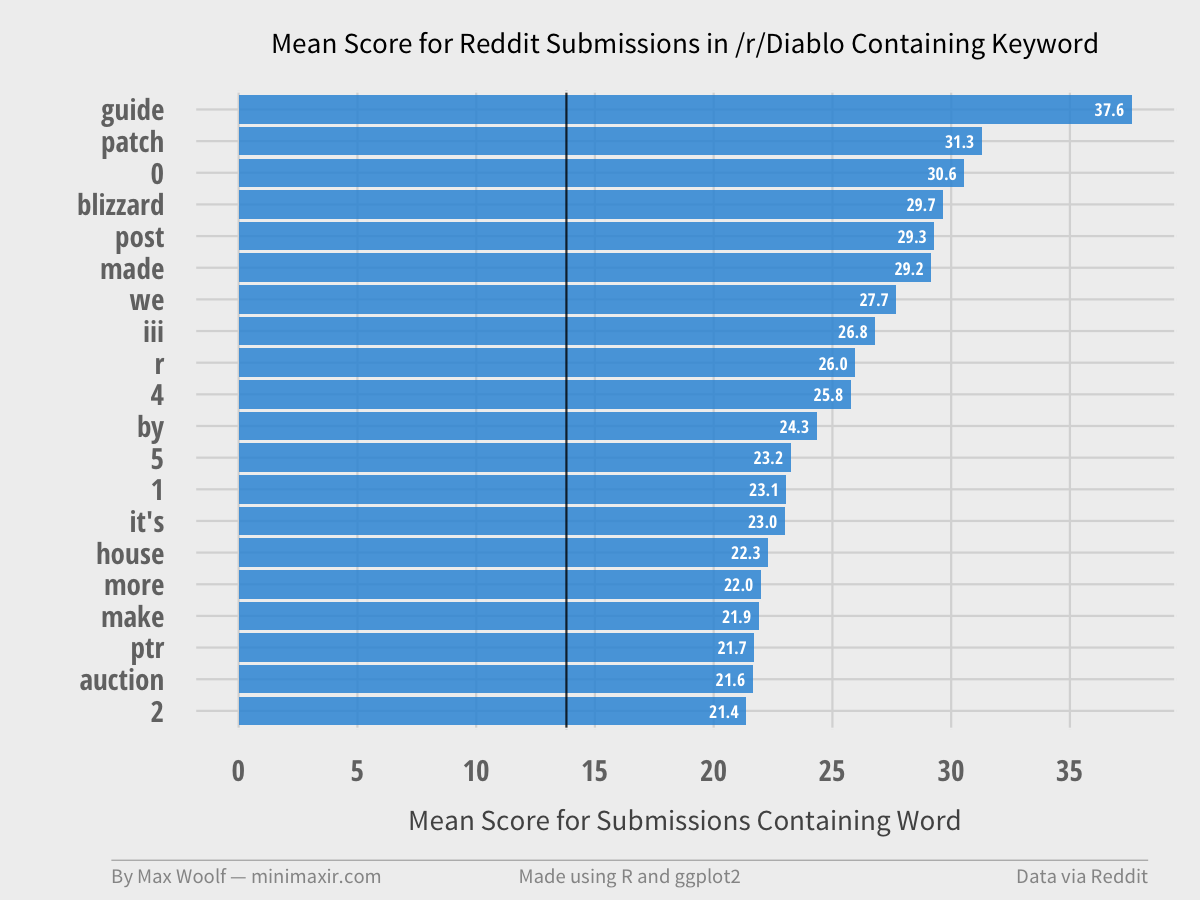 Mean Score for Reddit Submissions in /r/Diablo Containing Keyword
guide 37.6
patch 31.3
0 30.6
blizzard 29.7
post 29.3
made 29.2
we 27.7
iii 26.8
r 26.0
4 25.8
by 24.3
5 23.2
1 23.1
it's 23.0
house 22.3
more 22.0
make 21.9
ptr 21.7
auction 21.6
2 21.4
0 5 10 15 20 25 30 35
Mean Score for Submissions Containing Word
By Max Woolf — minimaxir.com Made using R and ggplot2 Data via Reddit